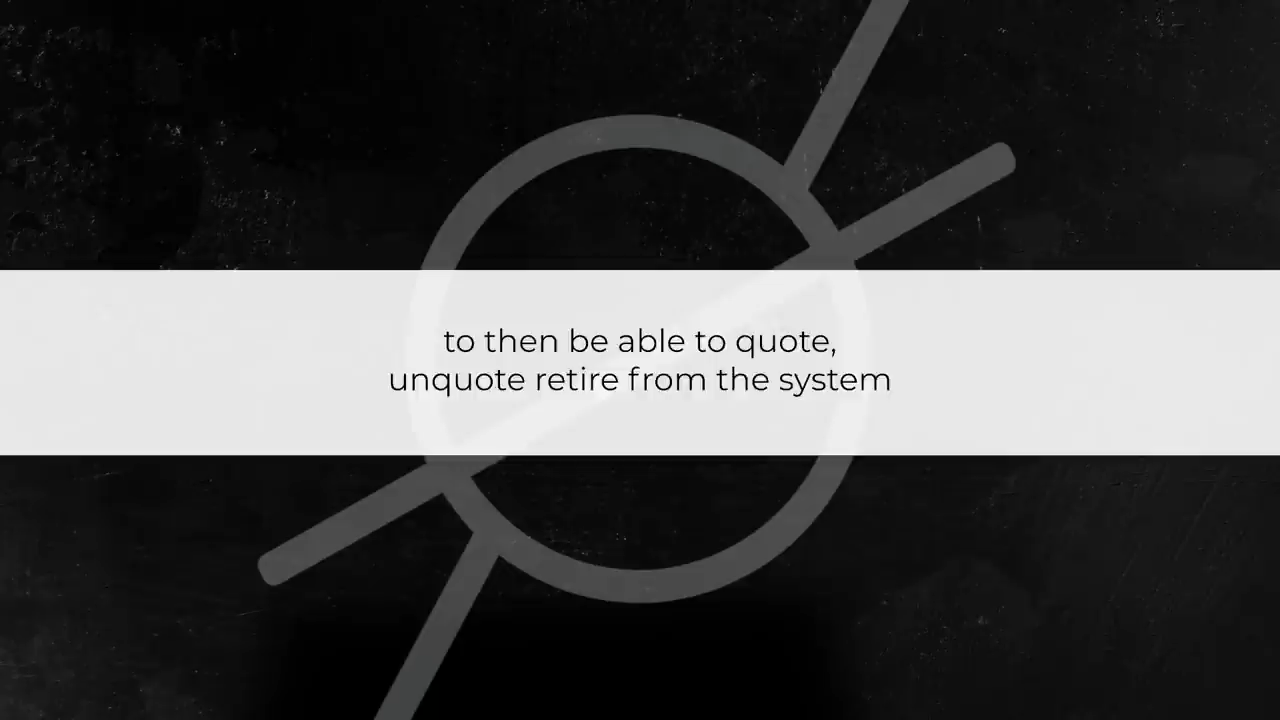 to then be able to quote,
unquote retire from the system